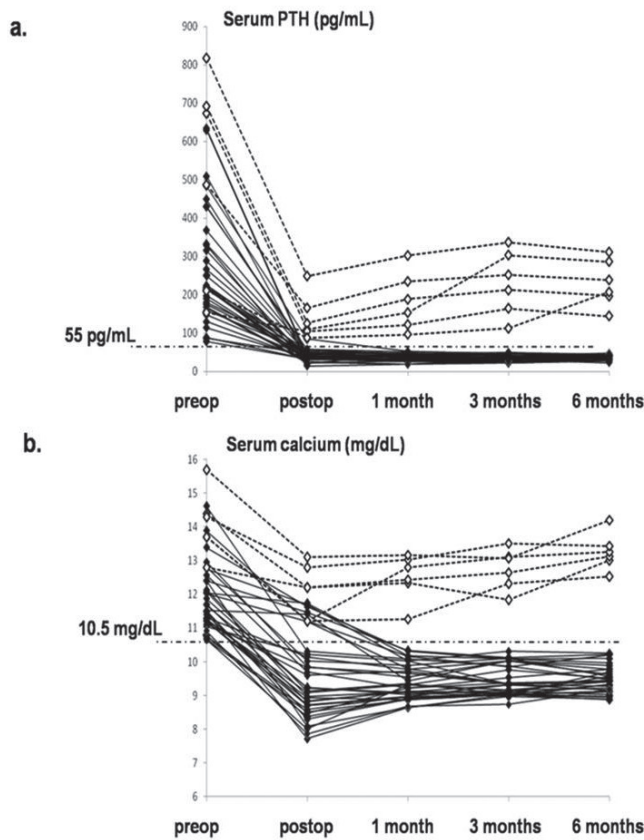 a.
Serum PTH (pg/mL)
900
800
700
600
500
400
300
200
100
0
55 pg/mL
preop postop 1 month 3 months 6 months
b.
Serum calcium (mg/dL)
16
15
14
13
12
11
10
9
8
7
6
10.5 mg/dL
preop postop 1 month 3 months 6 months